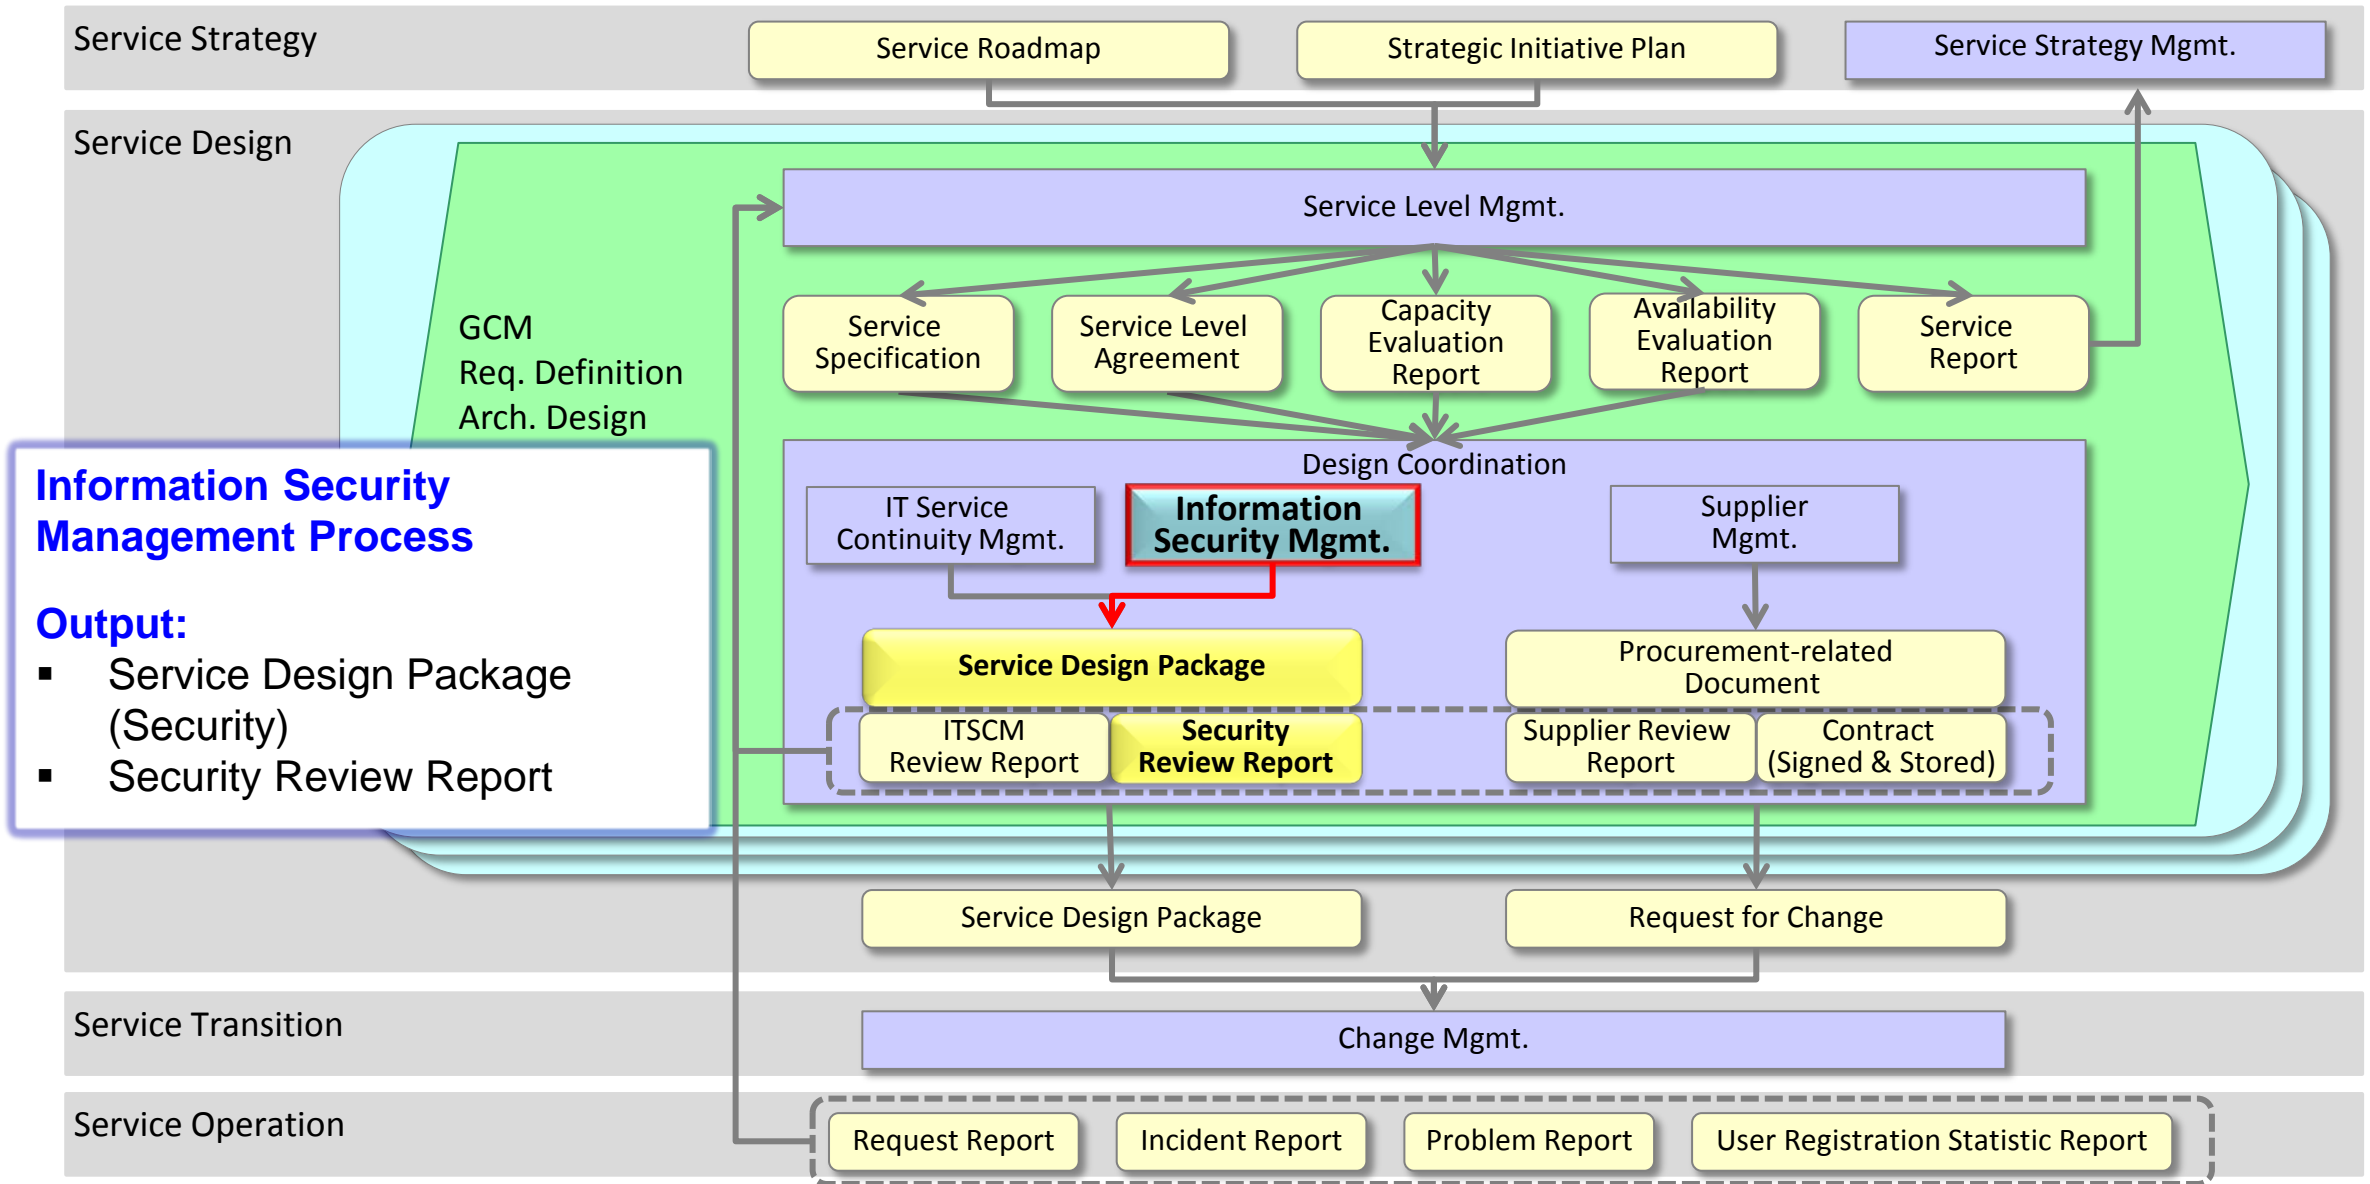 Service Strategy
Service Roadmap
Strategic Initiative Plan
Service Strategy Mgmt.
Service Design
Service Level Mgmt.
GCM
Req. Definition
Arch. Design
Service
Specification
Service Level
Agreement
Capacity
Evaluation
Report
Availability
Evaluation
Report
Service
Report
Information Security
Management Process
Output:
▪ Service Design Package
(Security)
▪ Security Review Report
Design Coordination
IT Service
Continuity Mgmt.
Information
Security Mgmt.
Supplier
Mgmt.
Service Design Package
Procurement-related
Document
ITSCM
Review Report
Security
Review Report
Supplier Review
Report
Contract
(Signed & Stored)
Service Design Package
Request for Change
Service Transition
Change Mgmt.
Service Operation
Request Report
Incident Report
Problem Report
User Registration Statistic Report